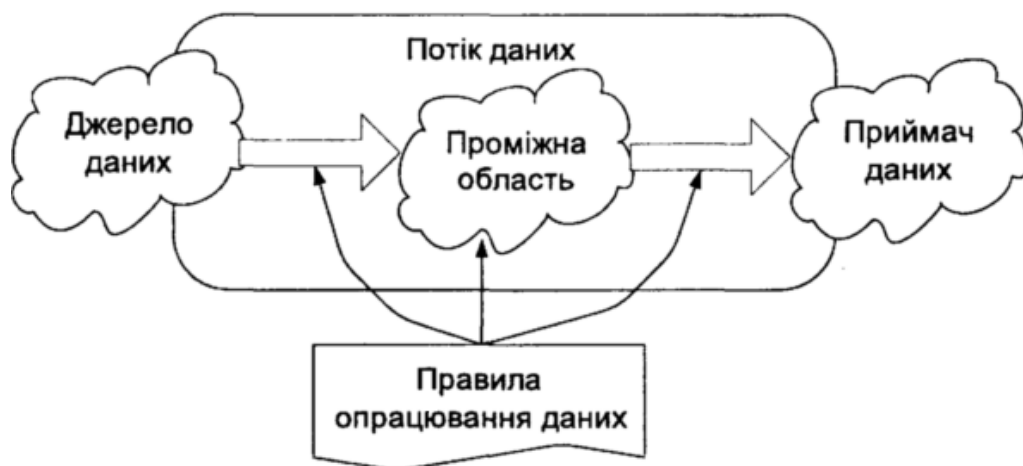 Потік даних
Джерело
даних
Проміжна
область
Приймач
даних
Правила
опрацювання даних